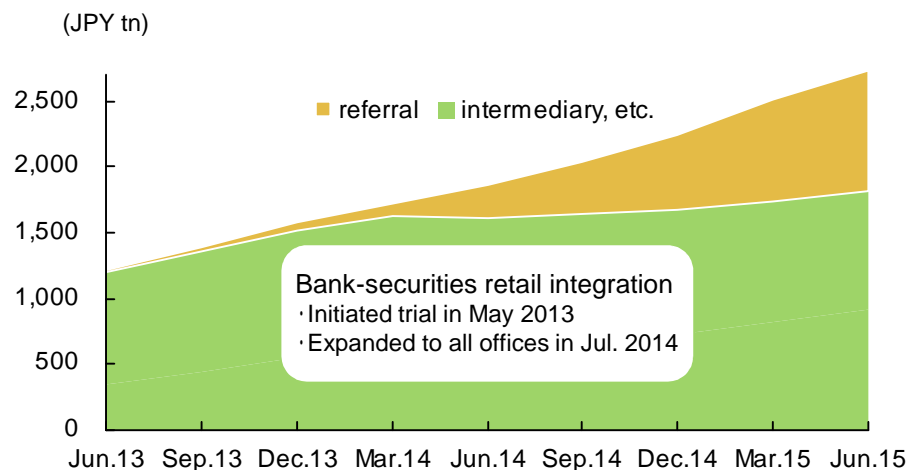 (JPY tn)
2,500
referral intermediary, etc.
2,000
1,500
Bank-securities retail integration
1,000
・Initiated trial in May 2013
・Expanded to all offices in Jul. 2014
500
0
Jun.13 Sep.13 Dec.13 Mar.14 Jun.14 Sep.14 Dec.14 Mar.15 Jun.15